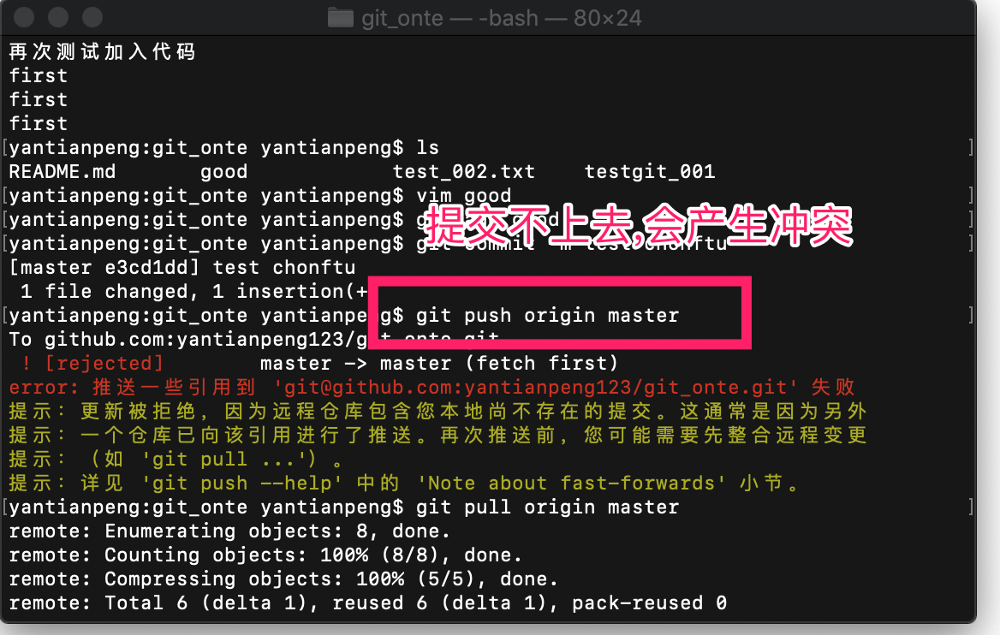 git_onte — -bash — 80×24
再次测试加入代码
first
first
first
[yantianpeng:git_onte yantianpeng$ ls ]
README.md good test_002.txt testgit_001
[yantianpeng:git_onte yantianpeng$ vim good ]
[yantianpeng:git_onte yantianpeng$ ]
提交不上去,会产生冲突
[yantianpeng:git_onte yantianpeng$ git commit -m test chonftu ]
[master e3cd1dd] test chonftu
1 file changed, 1 insertion(+
[yantianpeng:git_onte yantianpeng$ git push origin master ]
To github.com:yantianpeng123/git_onte.git
! [rejected] master -> master (fetch first)
error: 推送一些引用到 'git@github.com:yantianpeng123/git_onte.git' 失败
提示：更新被拒绝，因为远程仓库包含您本地尚不存在的提交。这通常是因为另外
提示：一个仓库已向该引用进行了推送。再次推送前，您可能需要先整合远程变更
提示：（如 'git pull ...'）。
提示：详见 'git push --help' 中的 'Note about fast-forwards' 小节。
[yantianpeng:git_onte yantianpeng$ git pull origin master ]
remote: Enumerating objects: 8, done.
remote: Counting objects: 100% (8/8), done.
remote: Compressing objects: 100% (5/5), done.
remote: Total 6 (delta 1), reused 6 (delta 1), pack-reused 0